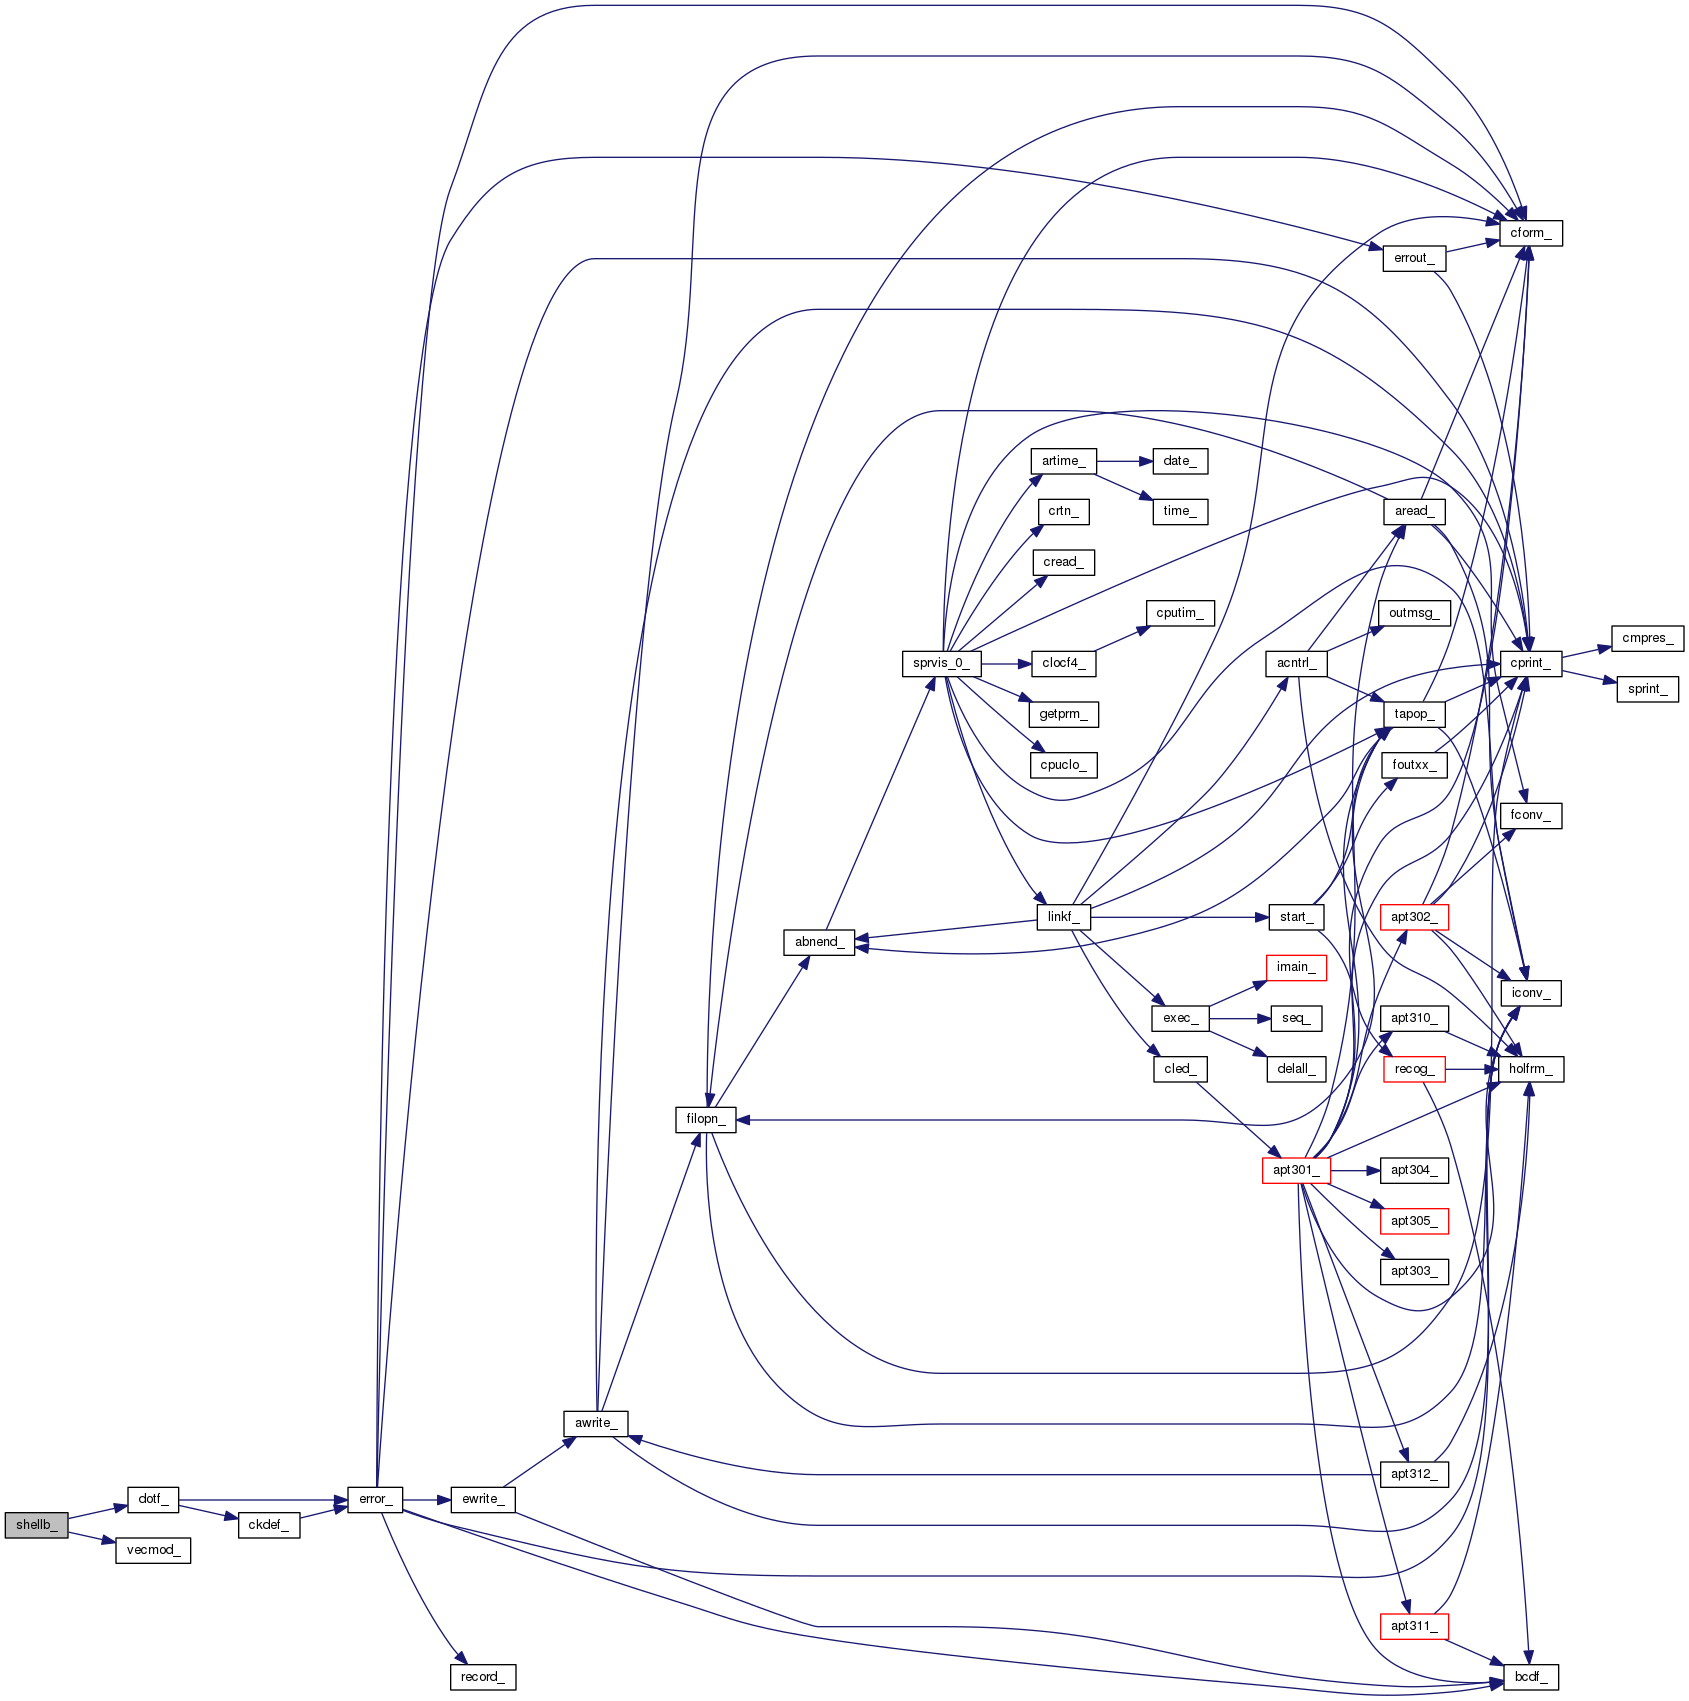 cform_
errout_
artime_
date_
crtn_
time_
aread_
cread_
cputim_
outmsg_
cmpres_
sprvis_0_
clocf4_
acntrl_
cprint_
sprint_
getprm_
tapop_
cpuclo_
foutxx_
fconv_
linkf_
start_
apt302_
abnend_
imain_
iconv_
exec_
seq_
apt310_
cled_
delall_
recog_
holfrm_
filopn_
apt301_
apt304_
apt305_
apt303_
awrite_
apt312_
dotf_
error_
ewrite_
shellb_
ckdef_
vecmod_
apt311_
record_
bcdf_